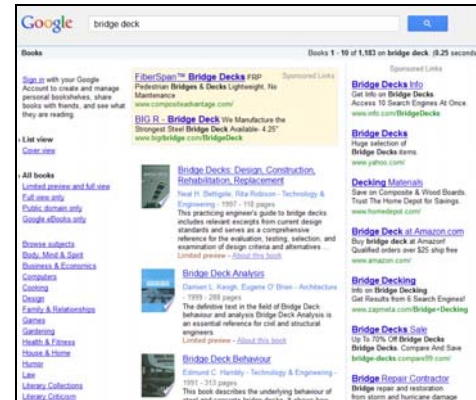 Google
bridge deck
Books
Books 1 - 10 of 1,183 on bridge deck. (0.25 seconds
Sign in with your Google
Account to create and manage
personal bookshelves, share
books with friends, and see what
they are reading.
List view
Cover view
All books
Limited preview and full view
Full view only
Public domain only
Google eBooks only
Browse subjects
Body, Mind & Spirit
Business & Economics
Computers
Cooking
Design
Family & Relationships
Games
Gardening
Health & Fitness
House & Home
Humor
Law
Literary Collections
Literary Criticism
FiberSpan™ Bridge Decks FRP
Sponsored Links
Pedestrian Bridges & Decks Lightweight, No
Maintenance
www.compositeadvantage.com/
BIG R - Bridge Deck We Manufacture the
Strongest Steel Bridge Deck Available- 4.25"
www.bigrbridge.com/BridgeDeck
Bridge Decks: Design, Construction,
Rehabilitation, Replacement
Neal H. Bettigole, Rita Robison - Technology &
Engineering - 1997 - 118 pages
This practicing engineer's guide to bridge decks
includes relevant excerpts from current design
standards and serves as a comprehensive
reference for the evaluation, testing, selection, and
examination of design criteria and alternatives ...
Limited preview - About this book
Bridge Deck Analysis
Damien L. Keogh, Eugene O'Brien - Architecture
- 1999 - 288 pages
The definitive text in the field of Bridge Deck
behaviour and analysis Bridge Deck Analysis is
an essential reference for civil and structural
engineers.
Limited preview - About this book
Bridge Deck Behaviour
Edmund C. Hambly - Technology & Engineering -
1991 - 313 pages
This book describes the underlying behaviour of
Sponsored Links
Bridge Decks Info
Get Info on Bridge Decks
Access 10 Search Engines At Once.
www.info.com/BridgeDecks
Bridge Decks
Huge selection of
Bridge Decks items.
www.yahoo.com/
Decking Materials
Save on Composite & Wood Boards.
Trust The Home Depot for Savings.
www.homedepot.com/
Bridge Deck at Amazon.com
Buy bridge deck at Amazon!
Qualified orders over $25 ship free
www.amazon.com/
Bridge Decking
Info on Bridge Decking
Get Results from 6 Search Engines!
www.zapmeta.com/Bridge+Decking
Bridge Decks Sale
Up To 70% Off Bridge Decks
Bridge Decks. Compare And Save
bridge-decks.compare99.com/
Bridge Repair Contractor
Bridge repair and restoration
from storm and hurricane damage